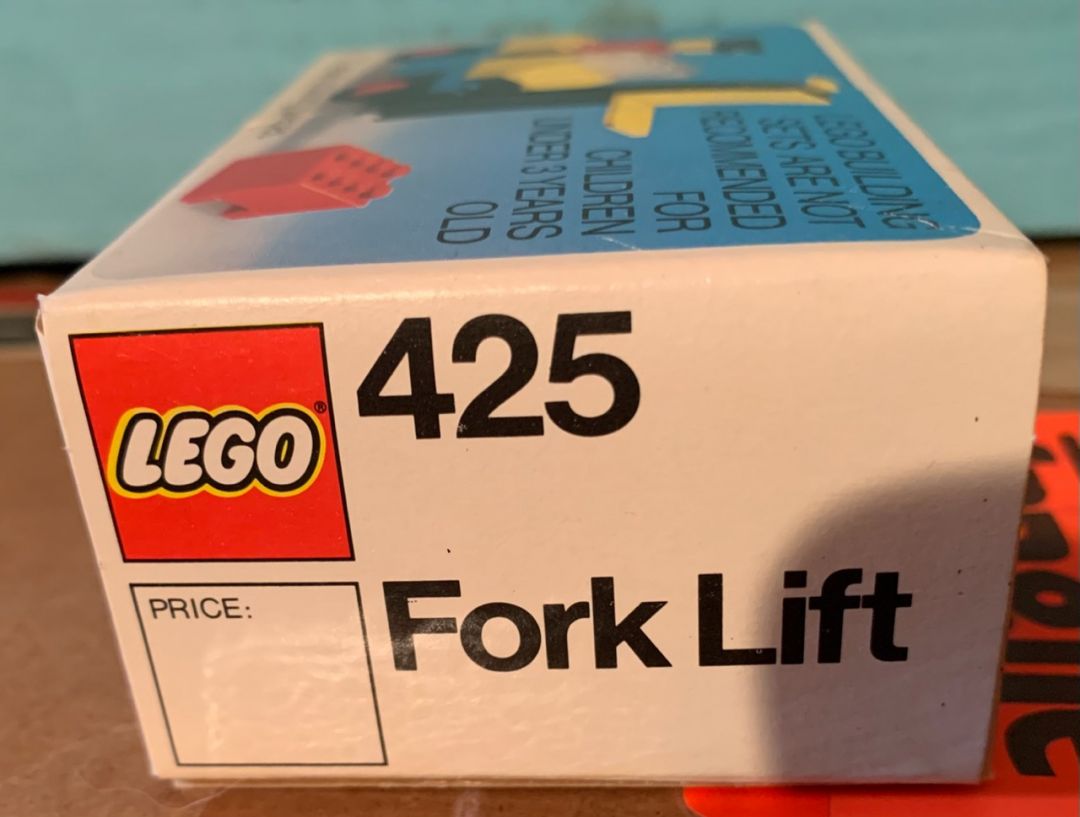 LEGO BUILDING
SETS ARE NOT
RECOMMENDED
FOR
CHILDREN
UNDER 3 YEARS
OLD
LEGO®
425
PRICE:
Fork Lift